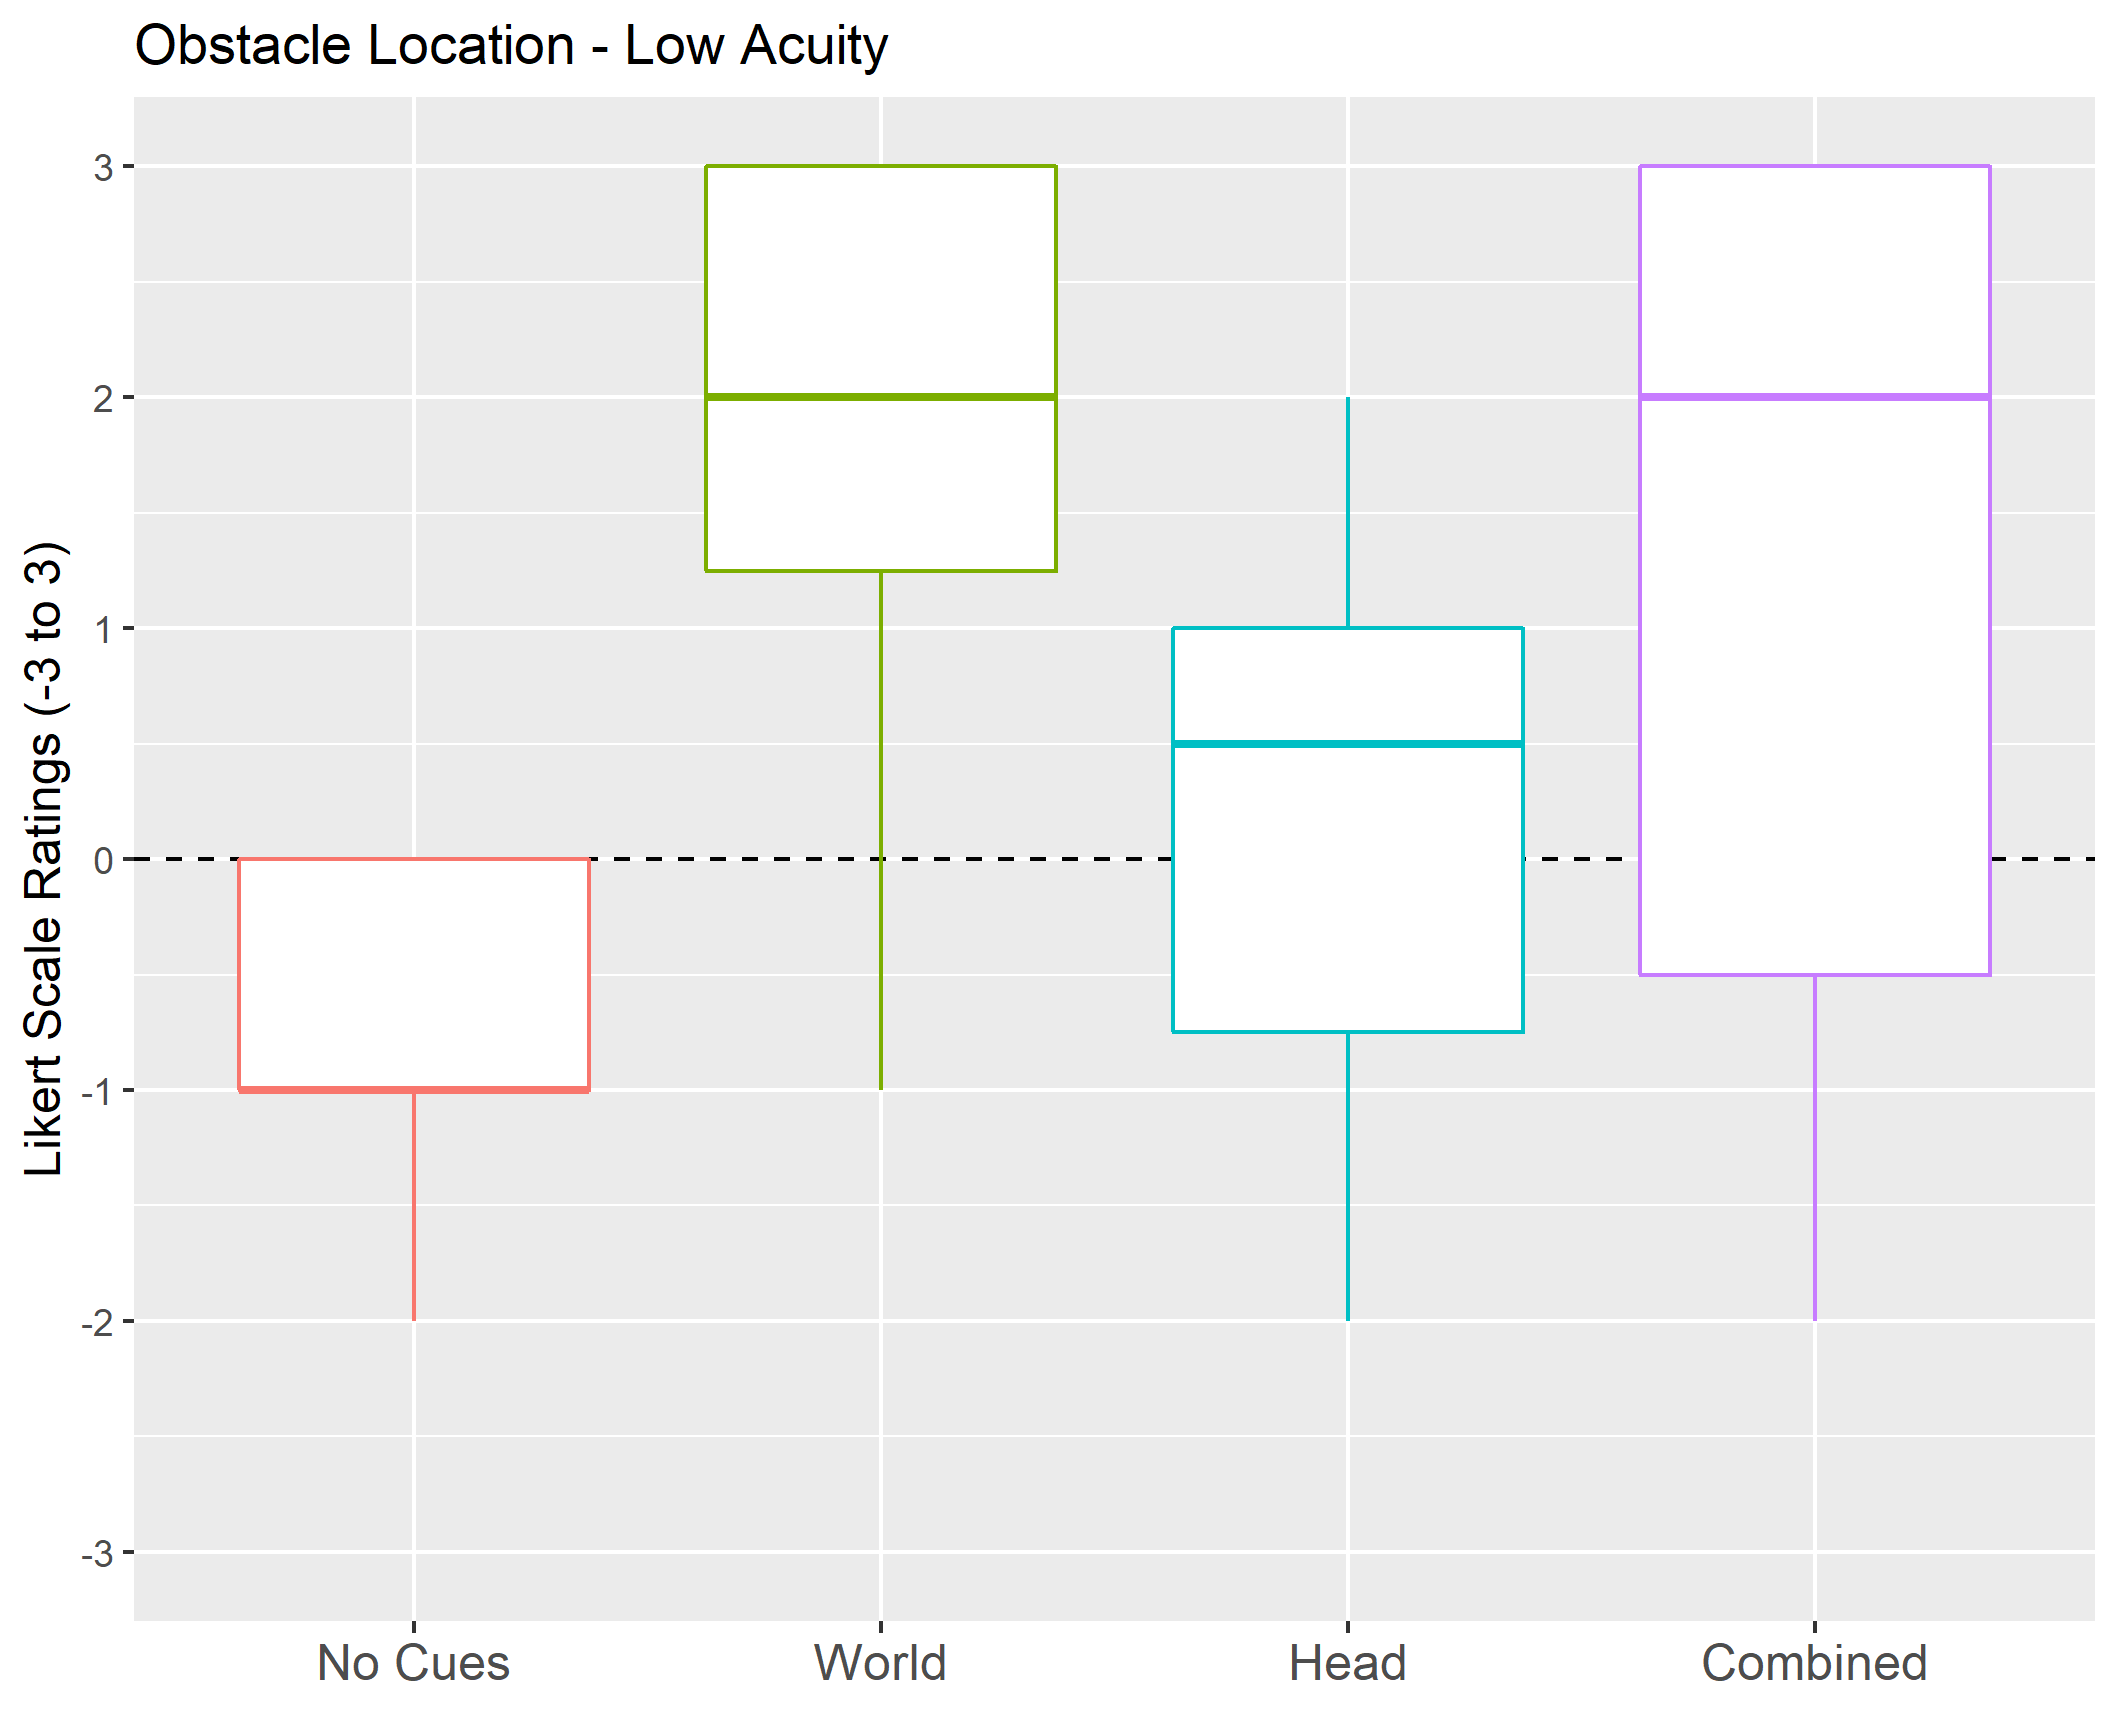 Obstacle Location - Low Acuity
Likert Scale Ratings (-3 to 3)
3
2
1
0
-1
-2
-3
No Cues World Head Combined